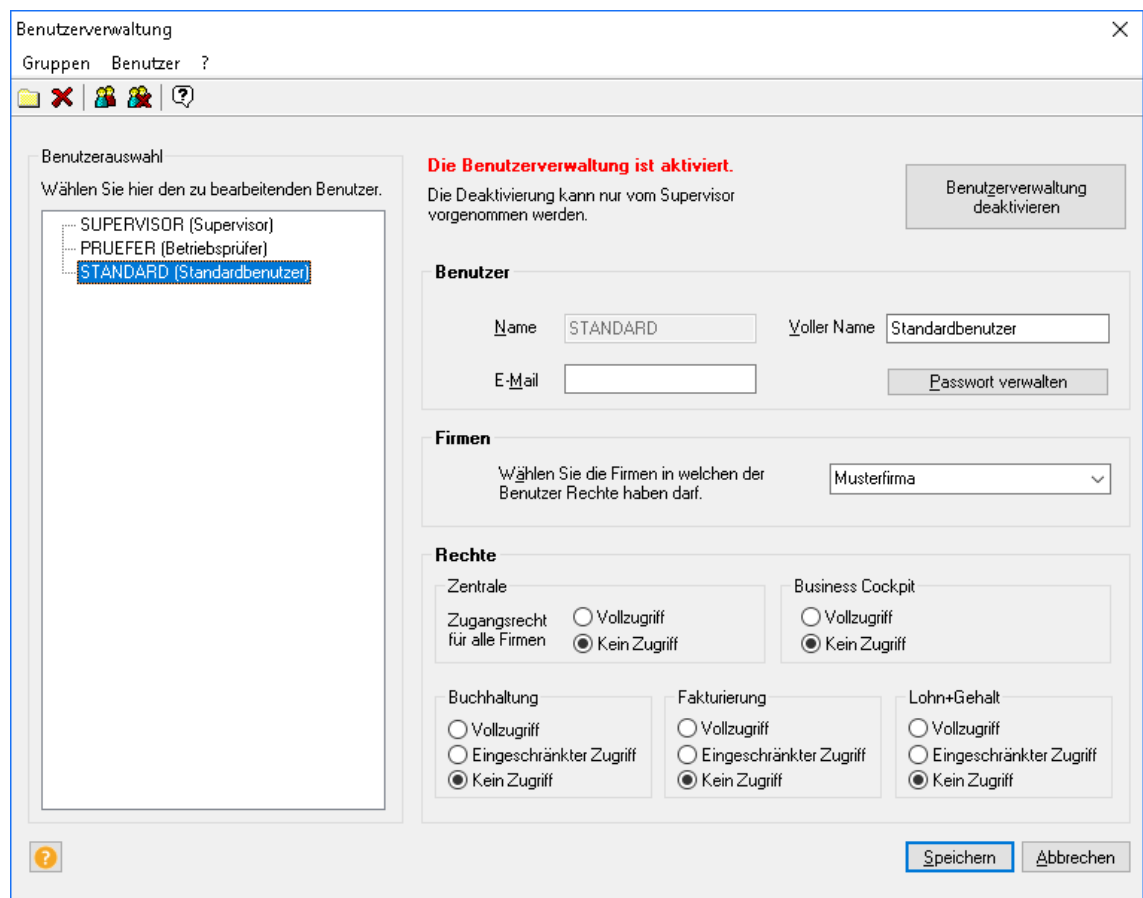 Benutzerverwaltung
Gruppen Benutzer ?
Benutzerauswahl
Wählen Sie hier den zu bearbeitenden Benutzer.
SUPERVISOR (Supervisor)
PRUEFER (Betriebsprüfer)
STANDARD (Standardbenutzer)
Die Benutzerverwaltung ist aktiviert.
Die Deaktivierung kann nur vom Supervisor
vorgenommen werden.
Benutzerverwaltung
deaktivieren
Benutzer
Name STANDARD Voller Name Standardbenutzer
E-Mail Passwort verwalten
Firmen
Wählen Sie die Firmen in welchen der
Benutzer Rechte haben darf.
Musterfirma
Rechte
Zentrale
Zugangsrecht
für alle Firmen
Vollzugriff
Kein Zugriff
Business Cockpit
Vollzugriff
Kein Zugriff
Buchhaltung
Vollzugriff
Eingeschränkter Zugriff
Kein Zugriff
Fakturierung
Vollzugriff
Eingeschränkter Zugriff
Kein Zugriff
Lohn+Gehalt
Vollzugriff
Eingeschränkter Zugriff
Kein Zugriff
?
Speichern Abbrechen